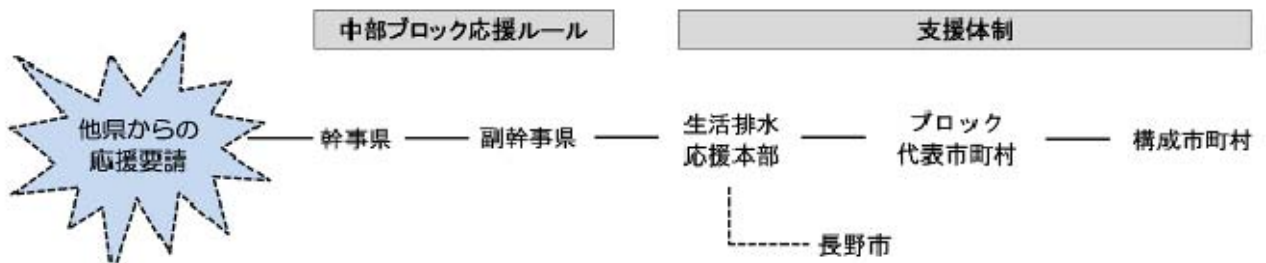 中部ブロック応援ルール
支援体制
他県からの
応援要請
幹事県
副幹事県
生活排水
応援本部
ブロック
代表市町村
構成市町村
長野市